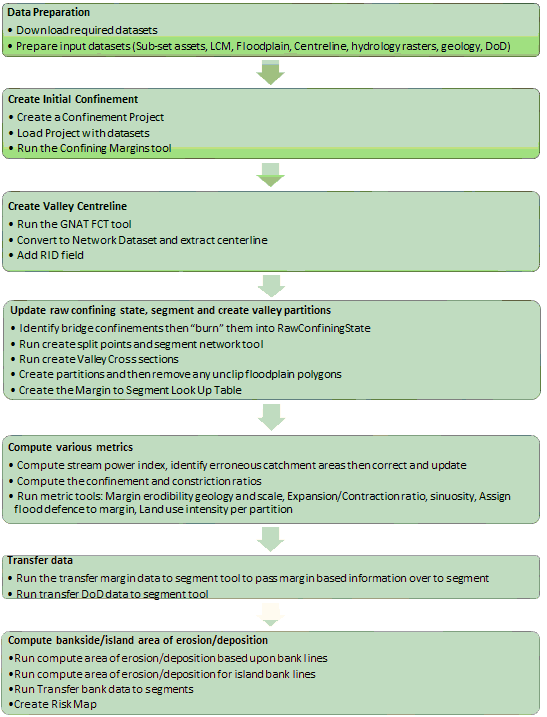 Data Preparation
• Download required datasets
• Prepare input datasets (Sub-set assets, LCM, Floodplain, Centreline, hydrology rasters, geology, DoD)
Create Initial Confinement
• Create a Confinement Project
• Load Project with datasets
• Run the Confining Margins tool
Create Valley Centreline
• Run the GNAT FCT tool
• Convert to Network Dataset and extract centerline
• Add RID field
Update raw confining state, segment and create valley partitions
• Identify bridge confinements then “burn” them into RawConfiningState
• Run create split points and segment network tool
• Run create Valley Cross sections
• Create partitions and then remove any unclip floodplain polygons
• Create the Margin to Segment Look Up Table
Compute various metrics
• Compute stream power index, identify erroneous catchment areas then correct and update
• Compute the confinement and constriction ratios
• Run metric tools: Margin erodibility geology and scale, Expansion/Contraction ratio, sinuosity, Assign
flood defence to margin, Land use intensity per partition
Transfer data
• Run the transfer margin data to segment tool to pass margin based information over to segment
• Run transfer DoD data to segment tool
Compute bankside/island area of erosion/deposition
•Run compute area of erosion/deposition based upon bank lines
•Run compute area of erosion/deposition for island bank lines
•Run Transfer bank data to segments
•Create Risk Map